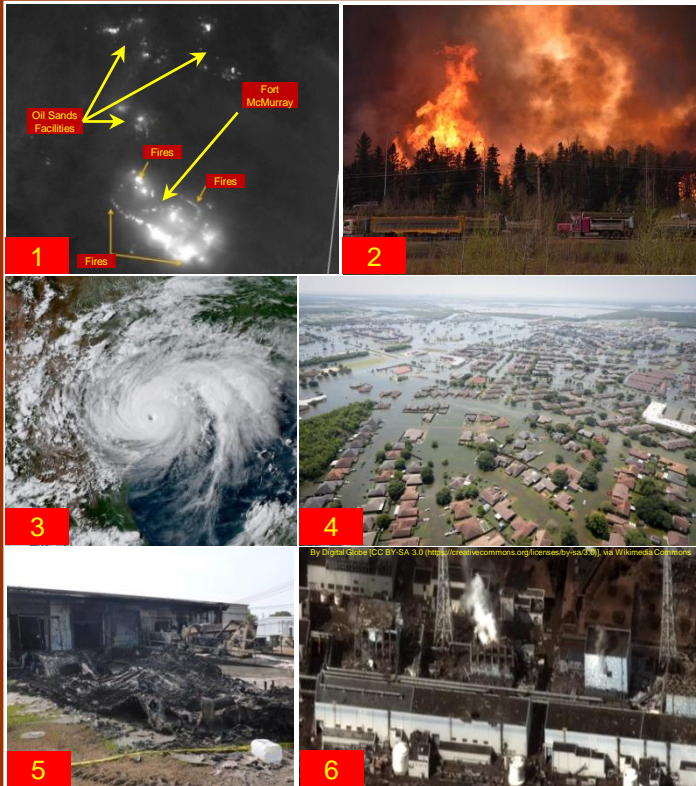 Oil Sands
Facilities
Fort
McMurray
Fires
Fires
Fires
1
2
3
4
By Digital Globe [CC BY-SA 3.0 (https://creativecommons.org/licenses/by-sa/3.0)], via Wikimedia Commons
5
6